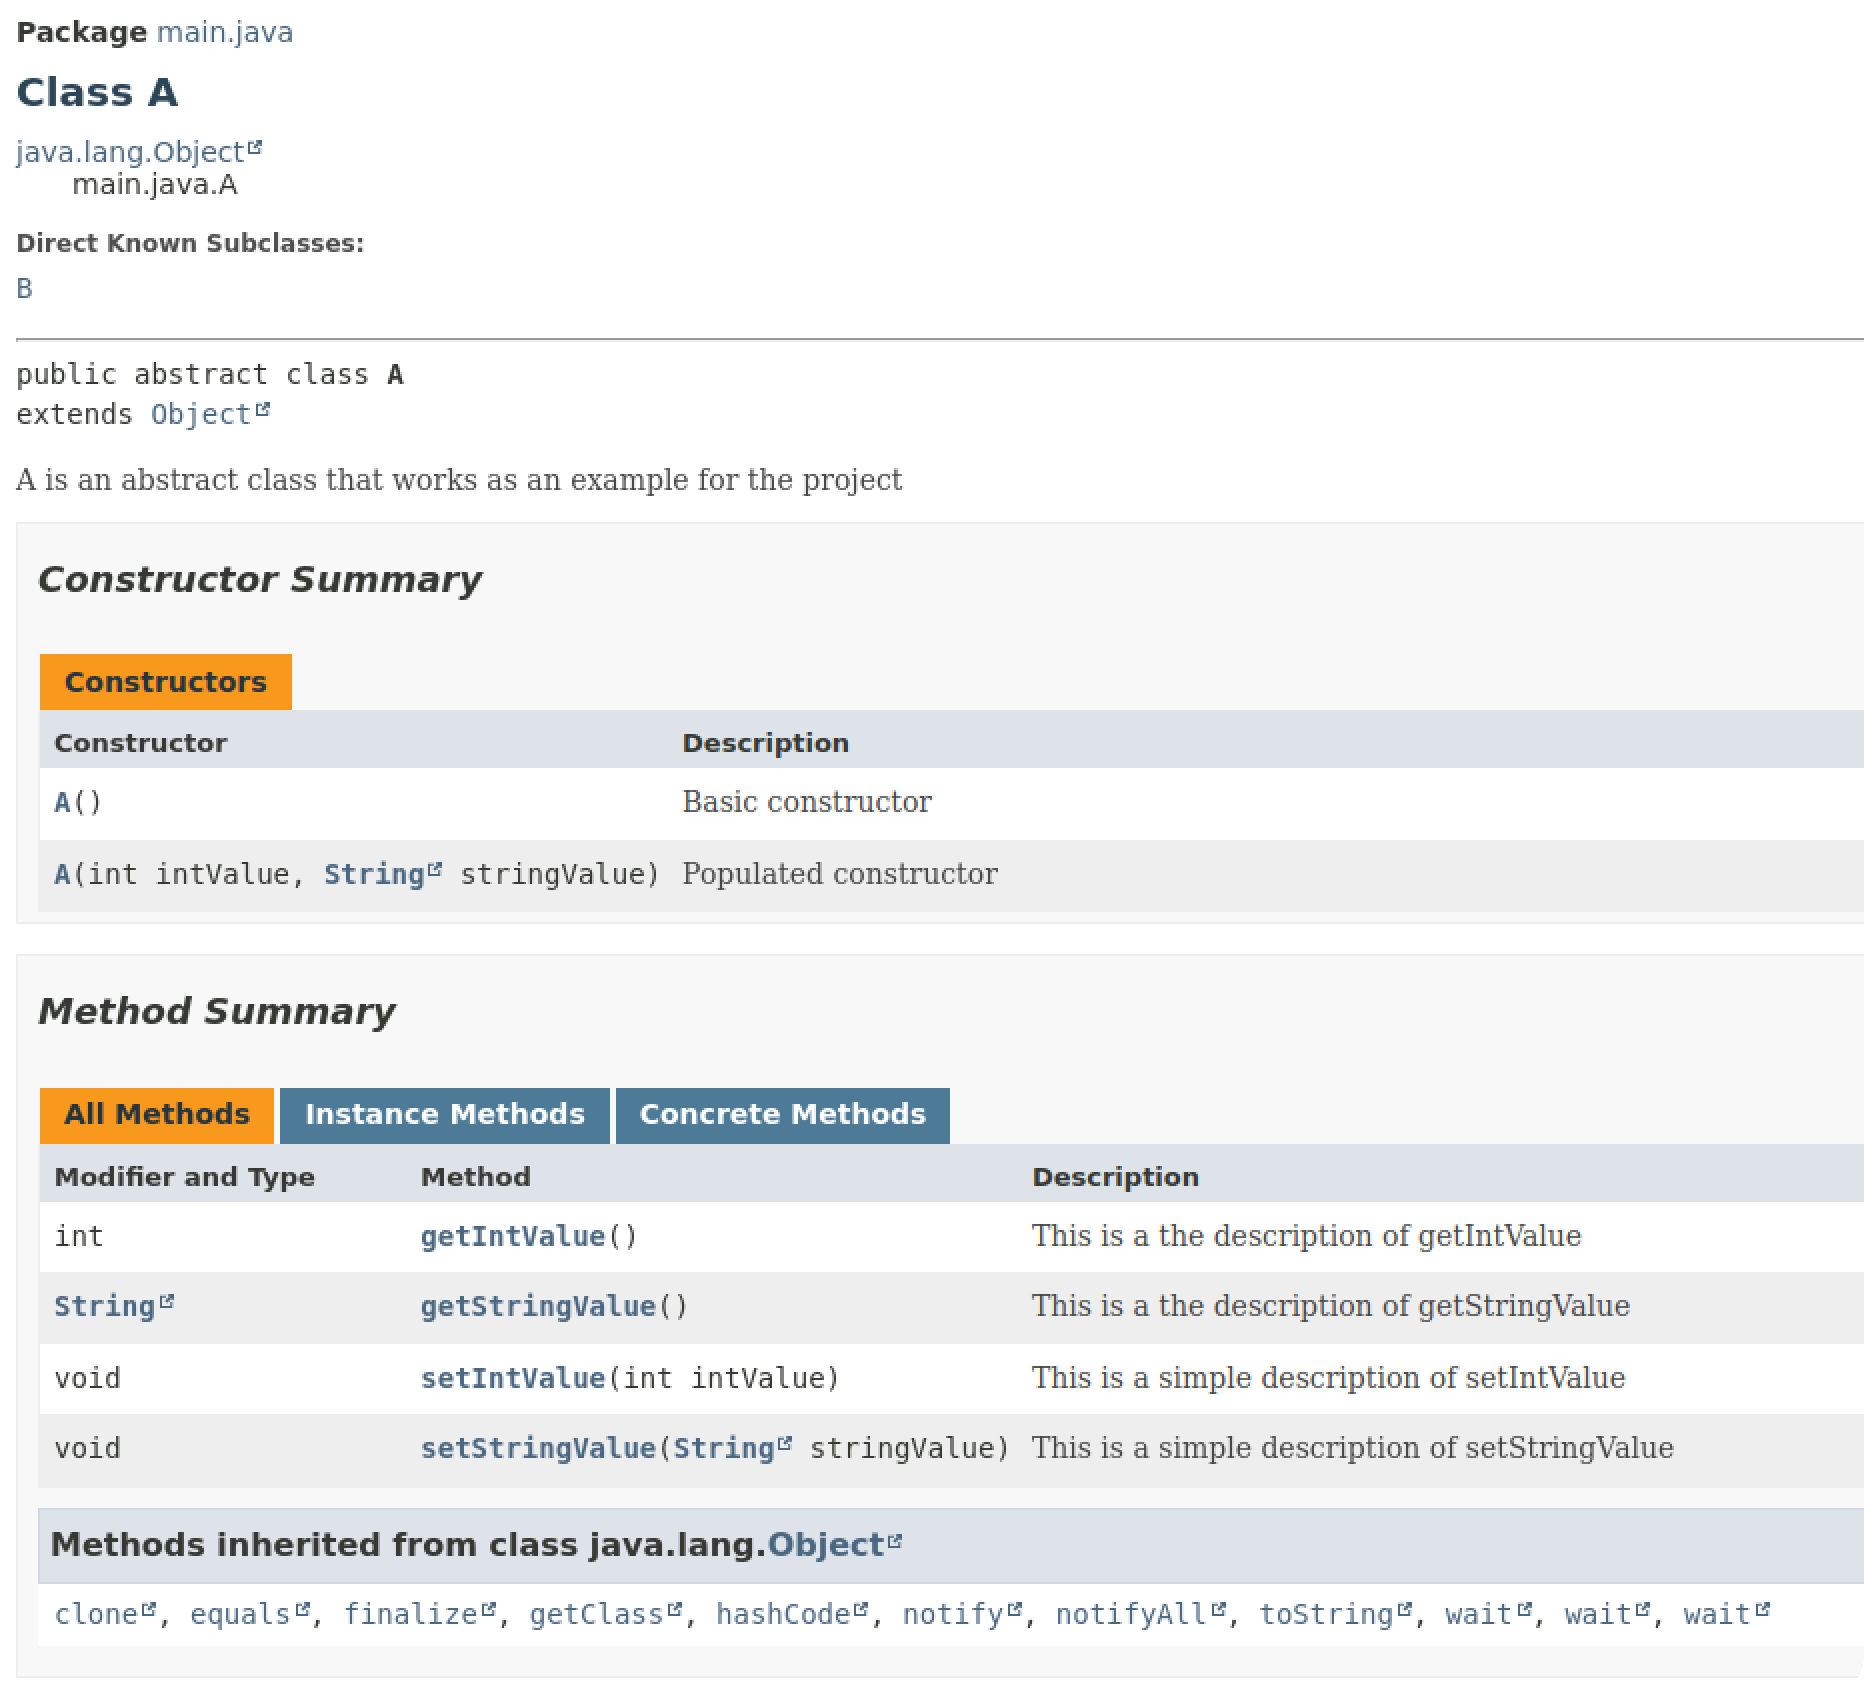 Package main.java
Class A
java.lang.Object
main.java.A
Direct Known Subclasses:
B
public abstract class A
extends Object
A is an abstract class that works as an example for the project
Constructor Summary
Constructors
Constructor Description
A() Basic constructor
A(int intValue, String stringValue) Populated constructor
Method Summary
All Methods Instance Methods Concrete Methods
Modifier and Type Method Description
int getIntValue() This is a the description of getIntValue
String getStringValue() This is a the description of getStringValue
void setIntValue(int intValue) This is a simple description of setIntValue
void setStringValue(String stringValue) This is a simple description of setStringValue
Methods inherited from class java.lang.Object
clone, equals, finalize, getClass, hashCode, notify, notifyAll, toString, wait, wait, wait